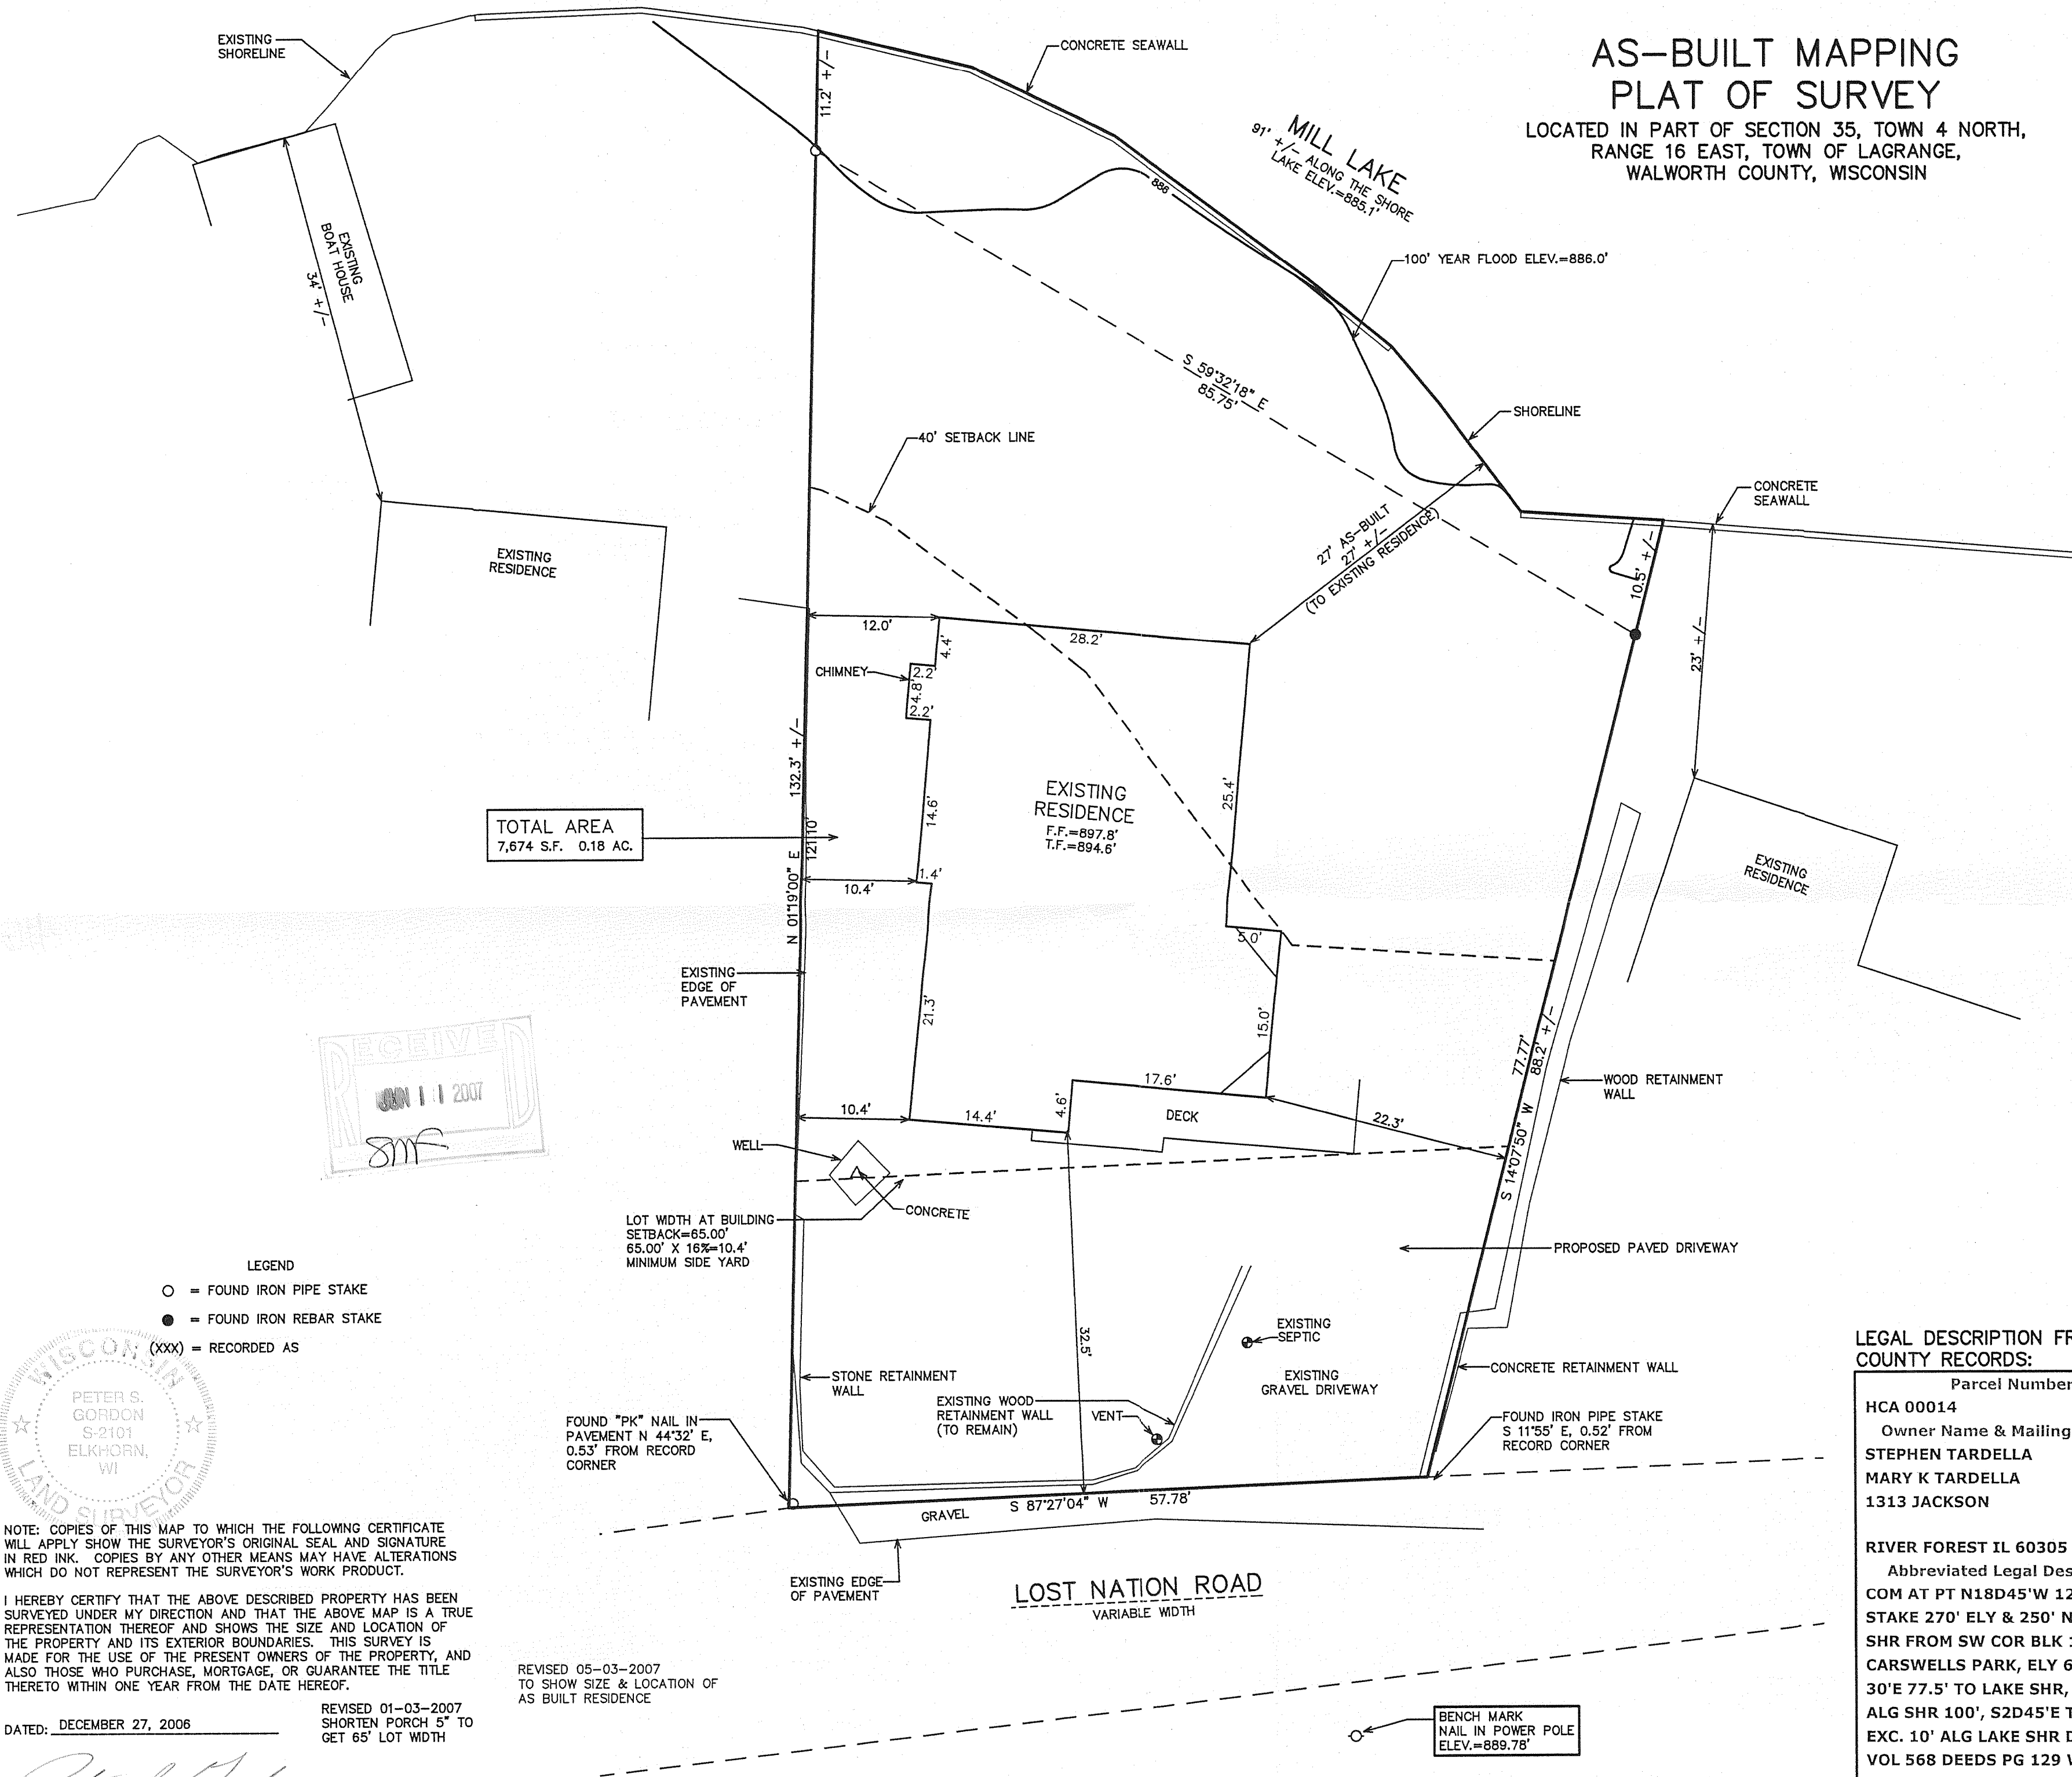 AS-BUILT MAPPING
PLAT OF SURVEY
LOCATED IN PART OF SECTION 35, TOWN 4 NORTH,
RANGE 16 EAST, TOWN OF LAGRANGE,
WALWORTH COUNTY, WISCONSIN
EXISTING
SHORELINE
CONCRETE SEAWALL
11.2' +/-
MILL LAKE
91' +/- ALONG THE SHORE
LAKE ELEV.=885.1'
886
100' YEAR FLOOD ELEV.=886.0'
EXISTING
BOAT HOUSE
34' +/-
S 59°32'18" E
85.75'
SHORELINE
40' SETBACK LINE
CONCRETE
SEAWALL
27' AS-BUILT
27' +/-
(TO EXISTING RESIDENCE)
EXISTING
RESIDENCE
10.5' +/-
23' +/-
12.0'
28.2'
4.4'
CHIMNEY
2.2'
4.8'
2.2'
132.3' +/-
121.10'
N 01°19'00" E
14.6'
EXISTING
RESIDENCE
F.F.=897.8'
T.F.=894.6'
25.4'
TOTAL AREA
7,674 S.F. 0.18 AC.
1.4'
10.4'
EXISTING
RESIDENCE
5.0'
EXISTING
EDGE OF
PAVEMENT
21.3'
15.0'
77.77'
88.2' +/-
S 14°07'50" W
WOOD RETAINMENT
WALL
RECEIVED
JUN 11 2007
10.4'
14.4'
4.6'
17.6'
DECK
22.3'
WELL
CONCRETE
LOT WIDTH AT BUILDING
SETBACK=65.00'
65.00' X 16%=10.4'
MINIMUM SIDE YARD
PROPOSED PAVED DRIVEWAY
LEGEND
= FOUND IRON PIPE STAKE
= FOUND IRON REBAR STAKE
(XXX) = RECORDED AS
32.5'
EXISTING
SEPTIC
EXISTING
GRAVEL DRIVEWAY
CONCRETE RETAINMENT WALL
STONE RETAINMENT
WALL
EXISTING WOOD
RETAINMENT WALL
(TO REMAIN)
VENT
FOUND "PK" NAIL IN
PAVEMENT N 44°32' E,
0.53' FROM RECORD
CORNER
FOUND IRON PIPE STAKE
S 11°55' E, 0.52' FROM
RECORD CORNER
GRAVEL
S 87°27'04" W 57.78'
EXISTING EDGE
OF PAVEMENT
LOST NATION ROAD
VARIABLE WIDTH
WISCONSIN
PETER S.
GORDON
S-2101
ELKHORN,
WI
LAND SURVEYOR
NOTE: COPIES OF THIS MAP TO WHICH THE FOLLOWING CERTIFICATE
WILL APPLY SHOW THE SURVEYOR'S ORIGINAL SEAL AND SIGNATURE
IN RED INK. COPIES BY ANY OTHER MEANS MAY HAVE ALTERATIONS
WHICH DO NOT REPRESENT THE SURVEYOR'S WORK PRODUCT.
I HEREBY CERTIFY THAT THE ABOVE DESCRIBED PROPERTY HAS BEEN
SURVEYED UNDER MY DIRECTION AND THAT THE ABOVE MAP IS A TRUE
REPRESENTATION THEREOF AND SHOWS THE SIZE AND LOCATION OF
THE PROPERTY AND ITS EXTERIOR BOUNDARIES. THIS SURVEY IS
MADE FOR THE USE OF THE PRESENT OWNERS OF THE PROPERTY, AND
ALSO THOSE WHO PURCHASE, MORTGAGE, OR GUARANTEE THE TITLE
THERETO WITHIN ONE YEAR FROM THE DATE HEREOF.
DATED: DECEMBER 27, 2006
REVISED 01-03-2007
SHORTEN PORCH 5" TO
GET 65' LOT WIDTH
REVISED 05-03-2007
TO SHOW SIZE & LOCATION OF
AS BUILT RESIDENCE
BENCH MARK
NAIL IN POWER POLE
ELEV.=889.78'
LEGAL DESCRIPTION FR
COUNTY RECORDS:
Parcel Number
HCA 00014
Owner Name & Mailing
STEPHEN TARDELLA
MARY K TARDELLA
1313 JACKSON
RIVER FOREST IL 60305
Abbreviated Legal Des
COM AT PT N18D45'W 12
STAKE 270' ELY & 250' N
SHR FROM SW COR BLK
CARSWELLS PARK, ELY 6
30'E 77.5' TO LAKE SHR,
ALG SHR 100', S2D45'E T
EXC. 10' ALG LAKE SHR D
VOL 568 DEEDS PG 129